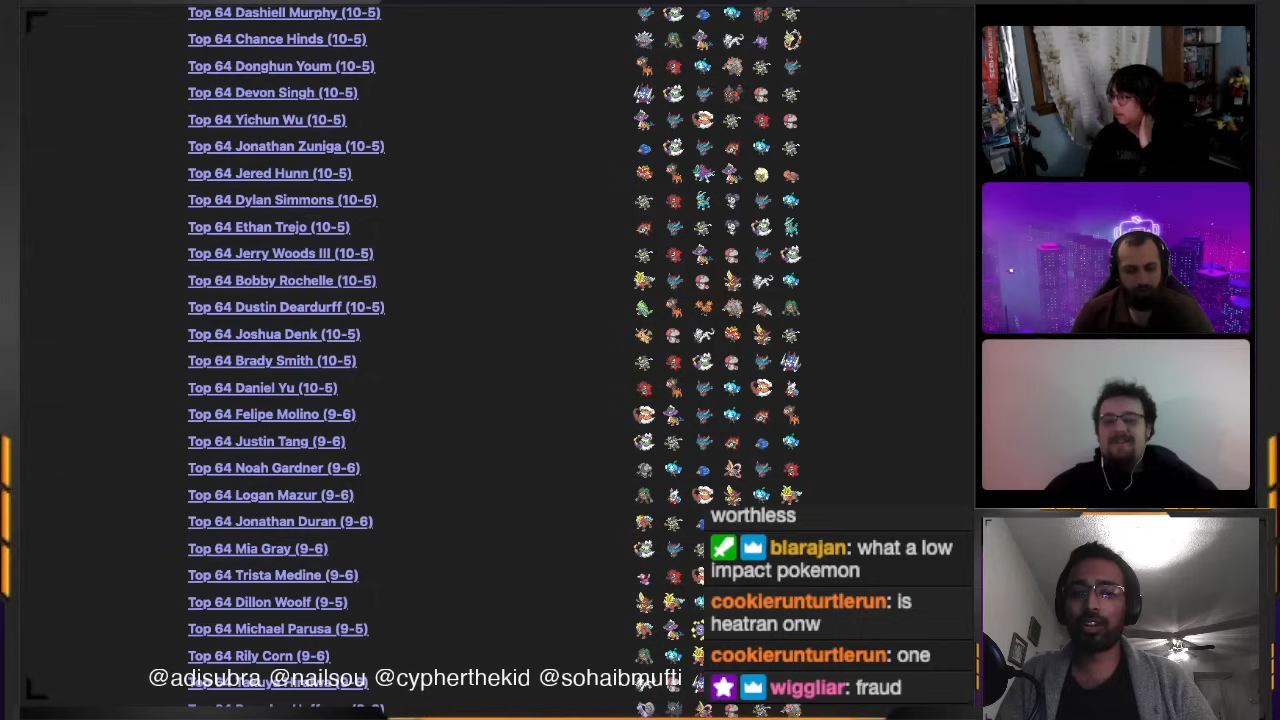 Top 64 Dashiell Murphy (10-5)
Top 64 Chance Hinds (10-5)
Top 64 Donghun Youm (10-5)
Top 64 Devon Singh (10-5)
Top 64 Yichun Wu (10-5)
Top 64 Jonathan Zuniga (10-5)
Top 64 Jered Hunn (10-5)
Top 64 Dylan Simmons (10-5)
Top 64 Ethan Trejo (10-5)
Top 64 Jerry Woods III (10-5)
Top 64 Bobby Rochelle (10-5)
Top 64 Dustin Deardurff (10-5)
Top 64 Joshua Denk (10-5)
Top 64 Brady Smith (10-5)
Top 64 Daniel Yu (10-5)
Top 64 Felipe Molino (9-6)
Top 64 Justin Tang (9-6)
Top 64 Noah Gardner (9-6)
Top 64 Logan Mazur (9-6)
Top 64 Jonathan Duran (9-6)
Top 64 Mia Gray (9-6)
Top 64 Trista Medine (9-6)
Top 64 Dillon Woolf (9-5)
Top 64 Michael Parusa (9-5)
Top 64 Rily Corn (9-6)
@adisubra @nailsou @cypherthekid @sohaibmufti
worthless
blarajan: what a low
impact pokemon
cookierunturtlerun: is
heatran onw
cookierunturtlerun: one
wiggliar: fraud